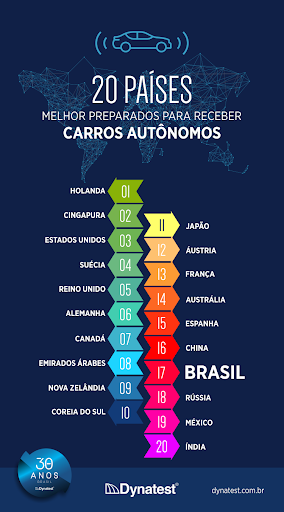 20 PAÍSES
MELHOR PREPARADOS PARA RECEBER
CARROS AUTÔNOMOS
HOLANDA 01
CINGAPURA 02
ESTADOS UNIDOS 03
SUÉCIA 04
REINO UNIDO 05
ALEMANHA 06
CANADÁ 07
EMIRADOS ÁRABES 08
NOVA ZELÂNDIA 09
COREIA DO SUL 10
11 JAPÃO
12 ÁUSTRIA
13 FRANÇA
14 AUSTRÁLIA
15 ESPANHA
16 CHINA
17 BRASIL
18 RÚSSIA
19 MÉXICO
20 ÍNDIA
30
ANOS
BRASIL
Dynatest
Dynatest®
dynatest.com.br